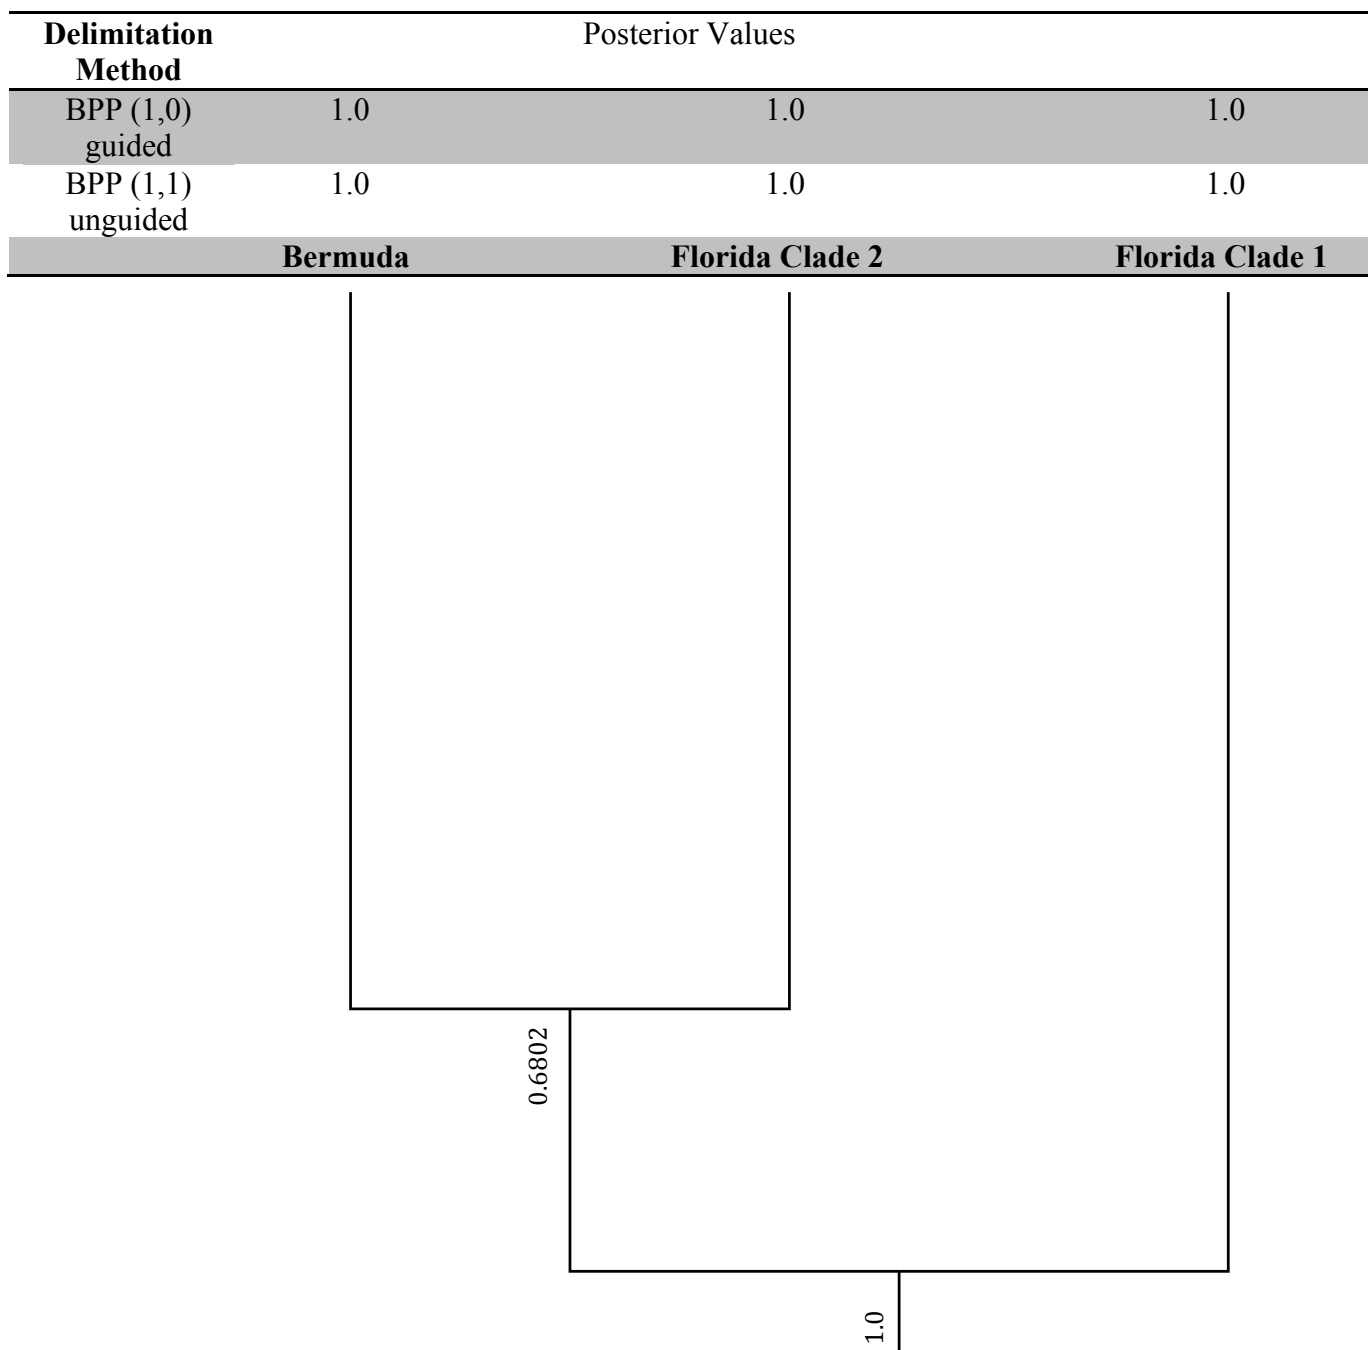 Delimitation Posterior Values
Method
BPP (1,0) 1.0 1.0 1.0
guided
BPP (1,1) 1.0 1.0 1.0
unguided
Bermuda Florida Clade 2 Florida Clade 1
0.6802
1.0